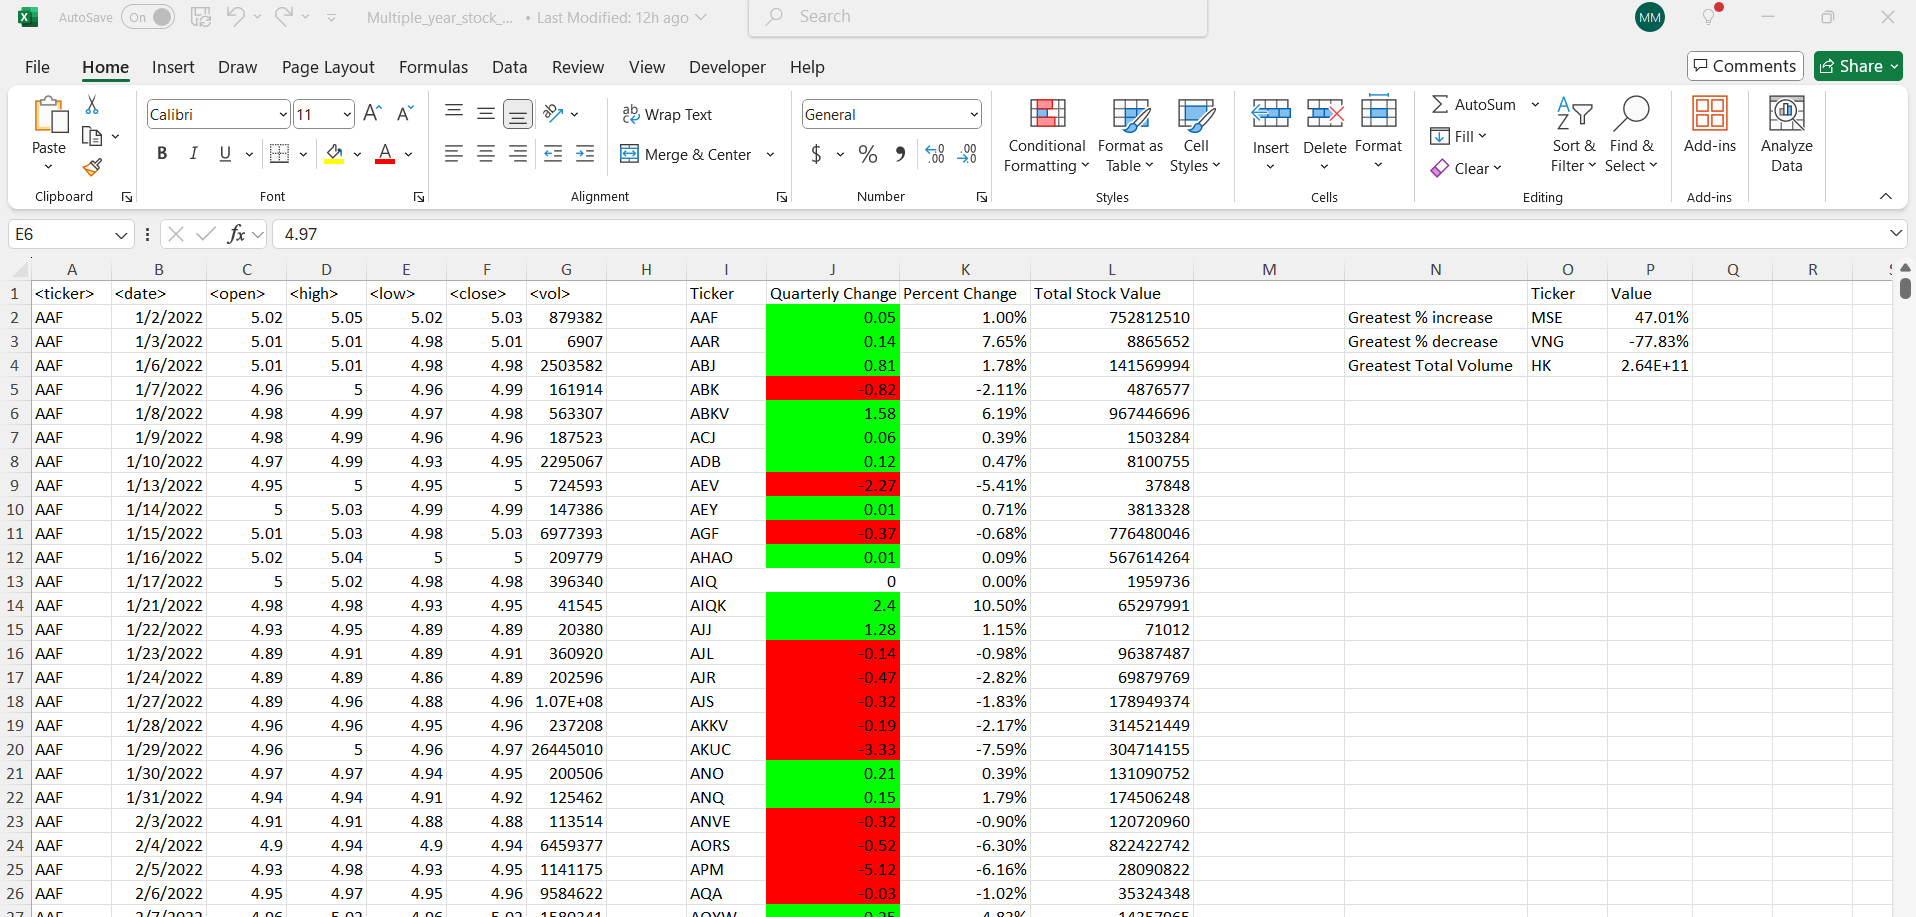 AutoSave On Multiple_year_stock_... • Last Modified: 12h ago Search MM
File Home Insert Draw Page Layout Formulas Data Review View Developer Help Comments Share
Paste Calibri 11 Wrap Text General Conditional Formatting Format as Table Cell Styles Insert Delete Format AutoSum Fill Clear Sort & Filter Find & Select Add-ins Analyze Data
B I U Merge & Center $ %
Clipboard Font Alignment Number Styles Cells Editing Add-ins
E6 fx 4.97
A B C D E F G H I J K L M N O P Q R
1 <ticker> <date> <open> <high> <low> <close> <vol> Ticker Quarterly Change Percent Change Total Stock Value Ticker Value
2 AAF 1/2/2022 5.02 5.05 5.02 5.03 879382 AAF 0.05 1.00% 752812510 Greatest % increase MSE 47.01%
3 AAF 1/3/2022 5.01 5.01 4.98 5.01 6907 AAR 0.14 7.65% 8865652 Greatest % decrease VNG -77.83%
4 AAF 1/6/2022 5.01 5.01 4.98 4.98 2503582 ABJ 0.81 1.78% 141569994 Greatest Total Volume HK 2.64E+11
5 AAF 1/7/2022 4.96 5 4.96 4.99 161914 ABK -0.82 -2.11% 4876577
6 AAF 1/8/2022 4.98 4.99 4.97 4.98 563307 ABKV 1.58 6.19% 967446696
7 AAF 1/9/2022 4.98 4.99 4.96 4.96 187523 ACJ 0.06 0.39% 1503284
8 AAF 1/10/2022 4.97 4.99 4.93 4.95 2295067 ADB 0.12 0.47% 8100755
9 AAF 1/13/2022 4.95 5 4.95 5 724593 AEV -2.27 -5.41% 37848
10 AAF 1/14/2022 5 5.03 4.99 4.99 147386 AEY 0.01 0.71% 3813328
11 AAF 1/15/2022 5.01 5.03 4.98 5.03 6977393 AGF -0.37 -0.68% 776480046
12 AAF 1/16/2022 5.02 5.04 5 5 209779 AHAO 0.01 0.09% 567614264
13 AAF 1/17/2022 5 5.02 4.98 4.98 396340 AIQ 0 0.00% 1959736
14 AAF 1/21/2022 4.98 4.98 4.93 4.95 41545 AIQK 2.4 10.50% 65297991
15 AAF 1/22/2022 4.93 4.95 4.89 4.89 20380 AJJ 1.28 1.15% 71012
16 AAF 1/23/2022 4.89 4.91 4.89 4.91 360920 AJL -0.14 -0.98% 96387487
17 AAF 1/24/2022 4.89 4.89 4.86 4.89 202596 AJR -0.47 -2.82% 69879769
18 AAF 1/27/2022 4.89 4.96 4.88 4.96 1.07E+08 AJS -0.32 -1.83% 178949374
19 AAF 1/28/2022 4.96 4.96 4.95 4.96 237208 AKKV -0.19 -2.17% 314521449
20 AAF 1/29/2022 4.96 5 4.96 4.97 26445010 AKUC -3.33 -7.59% 304714155
21 AAF 1/30/2022 4.97 4.97 4.94 4.95 200506 ANO 0.21 0.39% 131090752
22 AAF 1/31/2022 4.94 4.94 4.91 4.92 125462 ANQ 0.15 1.79% 174506248
23 AAF 2/3/2022 4.91 4.91 4.88 4.88 113514 ANVE -0.32 -0.90% 120720960
24 AAF 2/4/2022 4.9 4.94 4.9 4.94 6459377 AORS -0.52 -6.30% 822422742
25 AAF 2/5/2022 4.93 4.98 4.93 4.95 1141175 APM -5.12 -6.16% 28090822
26 AAF 2/6/2022 4.95 4.97 4.95 4.96 9584622 AQA -0.03 -1.02% 35324348